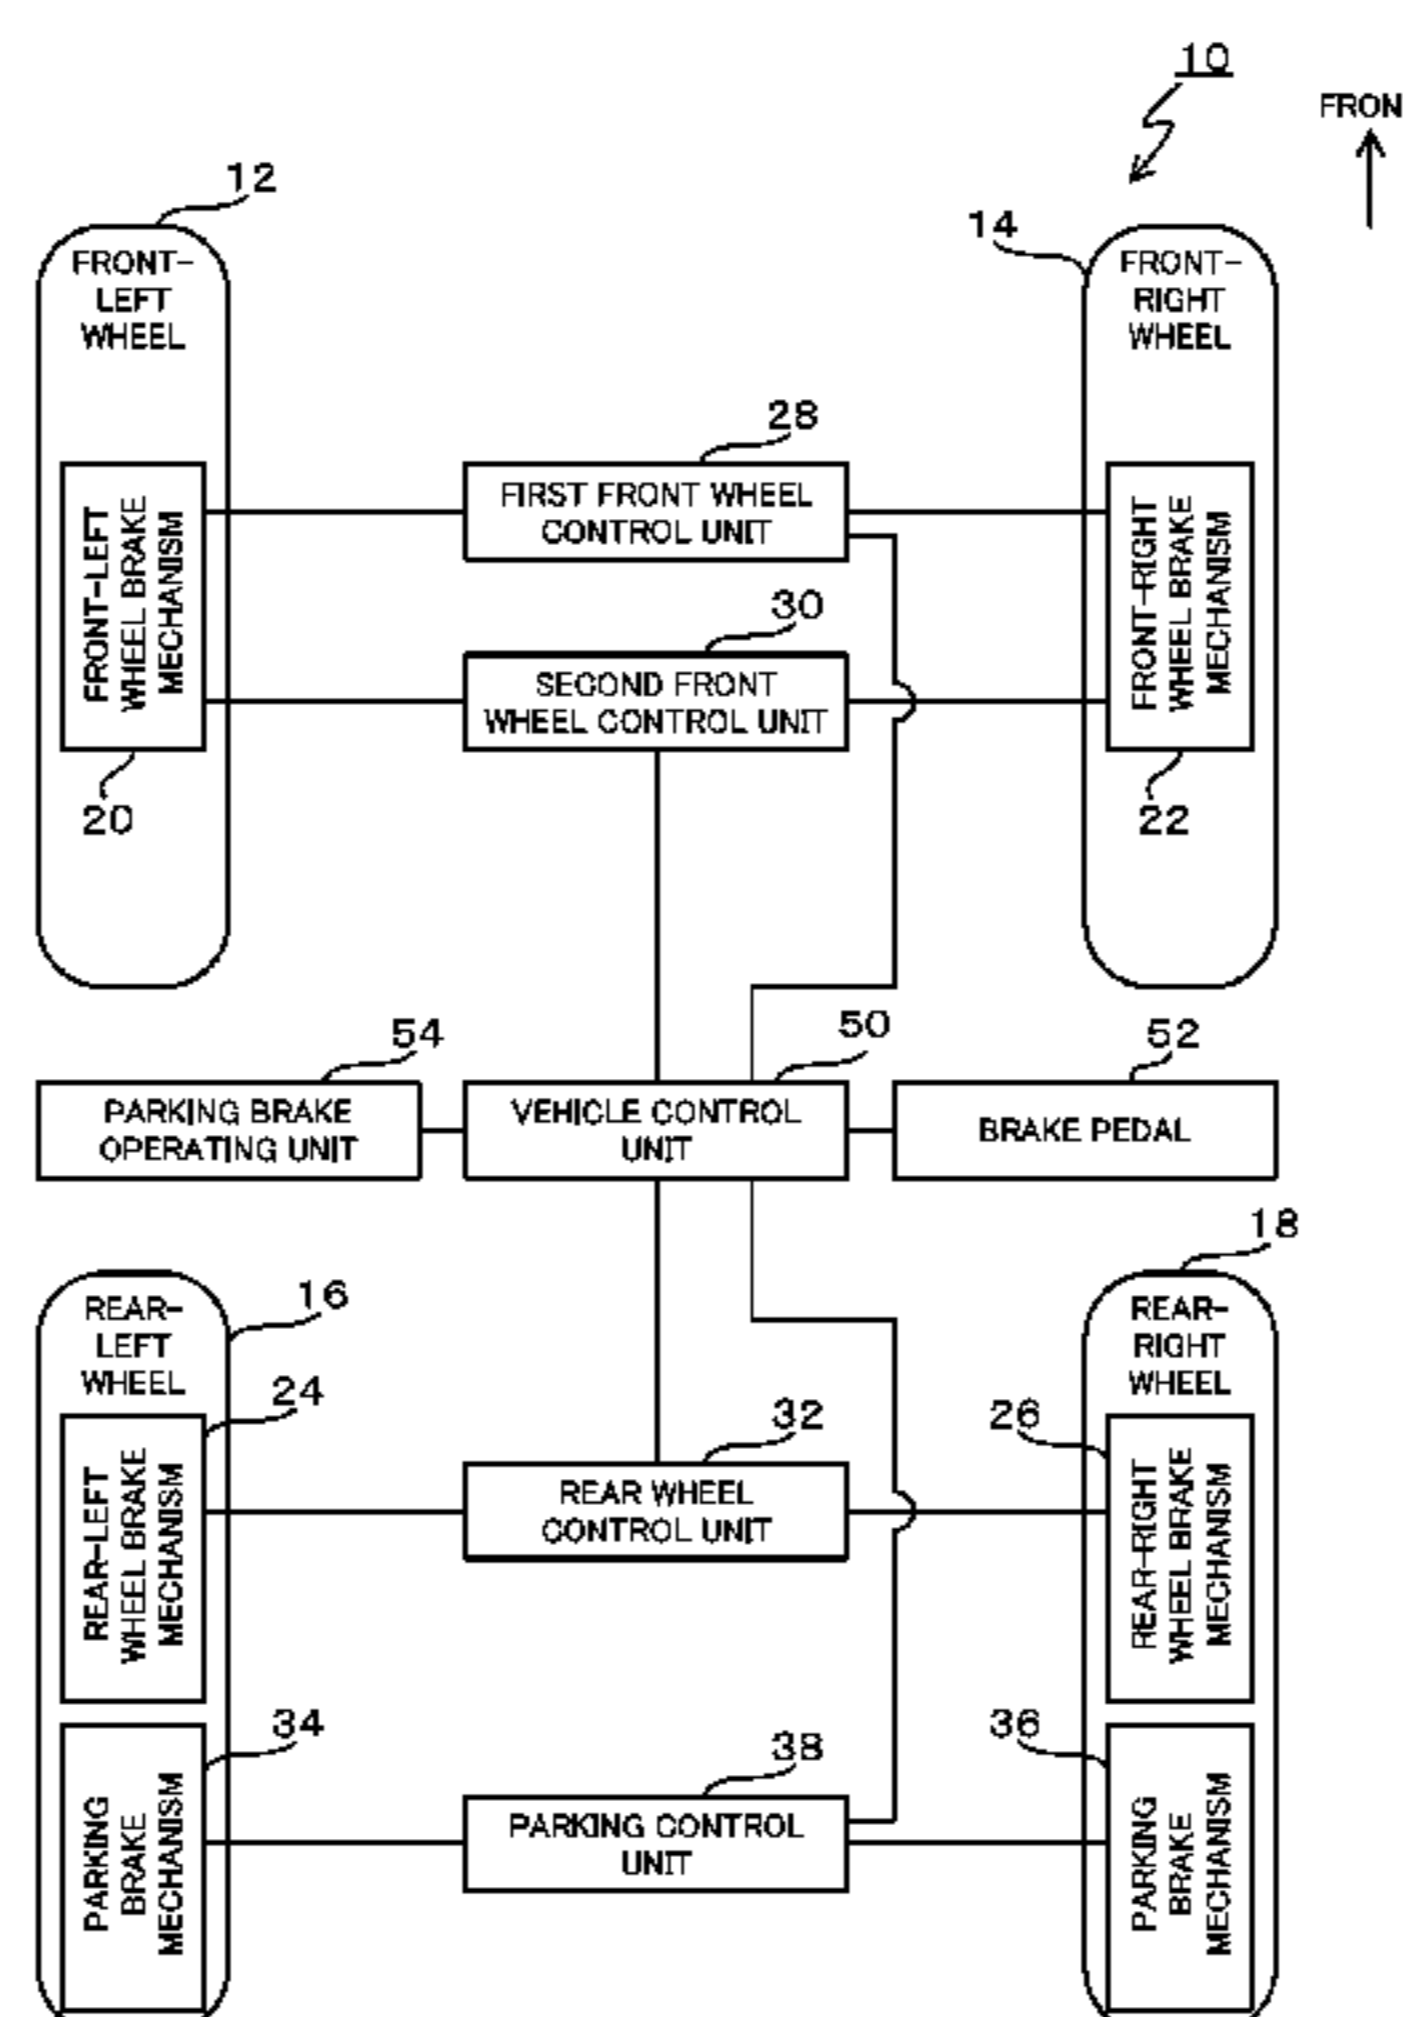 10
FRON
12
14
FRONT-
LEFT
WHEEL
FRONT-
RIGHT
WHEEL
28
FIRST FRONT WHEEL
CONTROL UNIT
FRONT-LEFT
WHEEL BRAKE
MECHANISM
FRONT-RIGHT
WHEEL BRAKE
MECHANISM
30
SECOND FRONT
WHEEL CONTROL UNIT
20
22
54
50
52
PARKING BRAKE
OPERATING UNIT
VEHICLE CONTROL
UNIT
BRAKE PEDAL
18
16
REAR-
LEFT
WHEEL
REAR-
RIGHT
WHEEL
24
32
26
REAR-LEFT
WHEEL BRAKE
MECHANISM
REAR WHEEL
CONTROL UNIT
REAR-RIGHT
WHEEL BRAKE
MECHANISM
34
38
36
PARKING
BRAKE
MECHANISM
PARKING CONTROL
UNIT
PARKING
BRAKE
MECHANISM